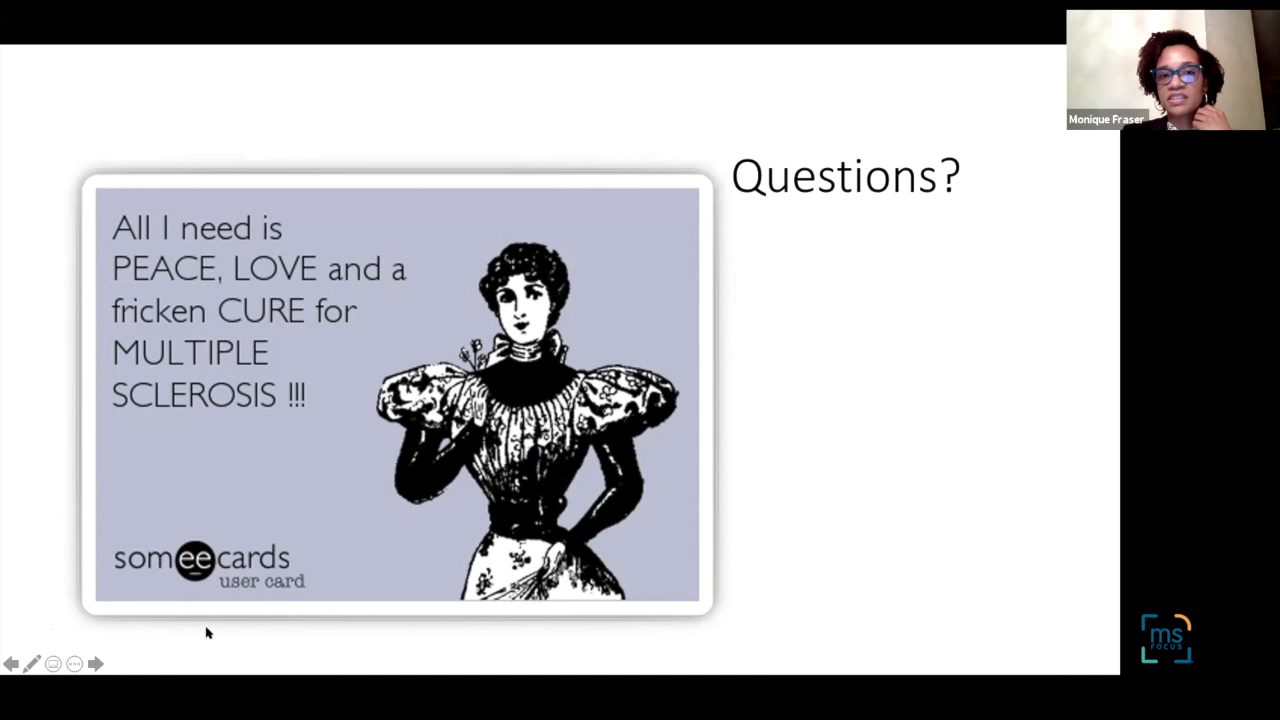 Monique Fraser
Questions?
All I need is
PEACE, LOVE and a
fricken CURE for
MULTIPLE
SCLEROSIS !!!
someecards
user card
ms
FOCUS